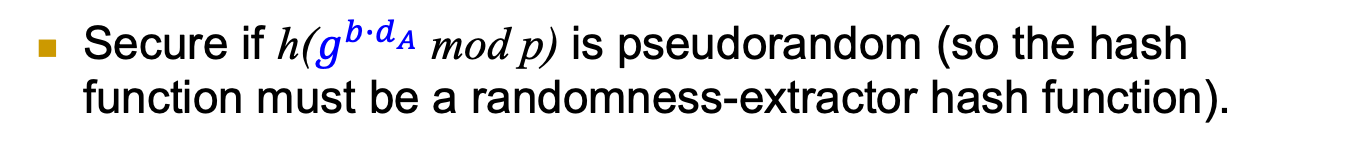 Secure if h(g^{b·d_A} mod p) is pseudorandom (so the hash
function must be a randomness-extractor hash function).